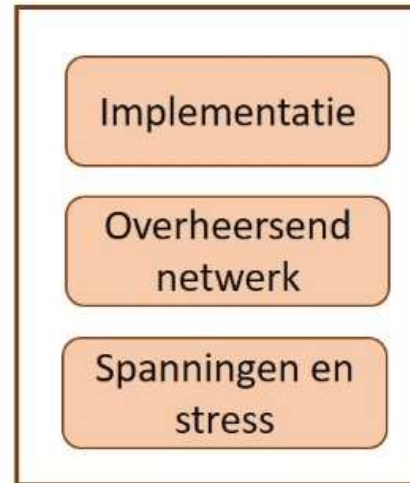 Implementatie
Overheersend
netwerk
Spanningen en
stress